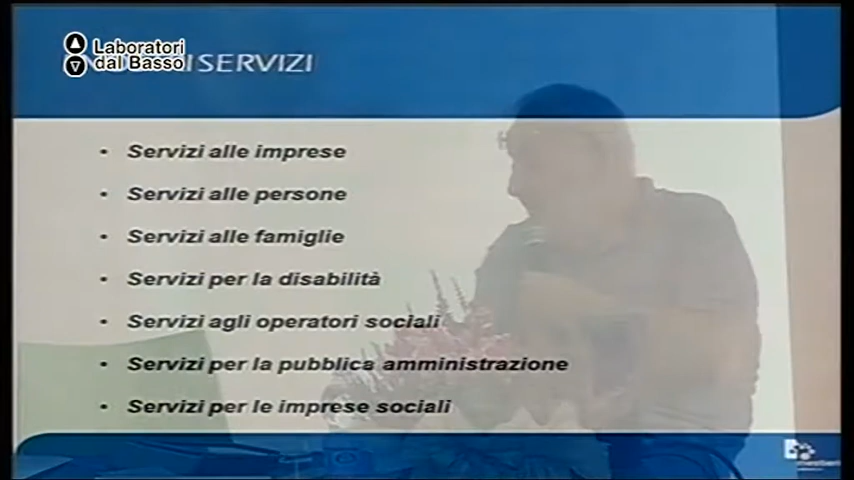 Laboratori
dal Basso
I SERVIZI
• Servizi alle imprese
• Servizi alle persone
• Servizi alle famiglie
• Servizi per la disabilità
• Servizi agli operatori sociali
• Servizi per la pubblica amministrazione
• Servizi per le imprese sociali